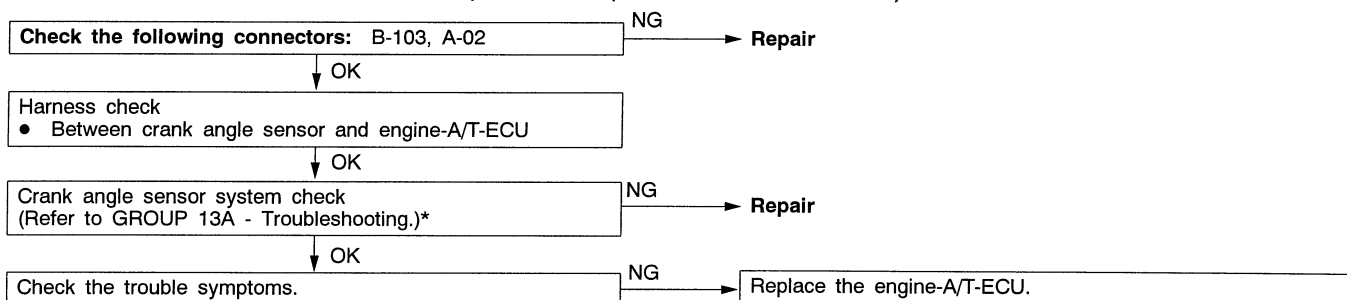 NG
Check the following connectors: B-103, A-02
Repair
OK
Harness check
● Between crank angle sensor and engine-A/T-ECU
OK
Crank angle sensor system check
(Refer to GROUP 13A - Troubleshooting.)*
NG
Repair
OK
Check the trouble symptoms.
NG
Replace the engine-A/T-ECU.